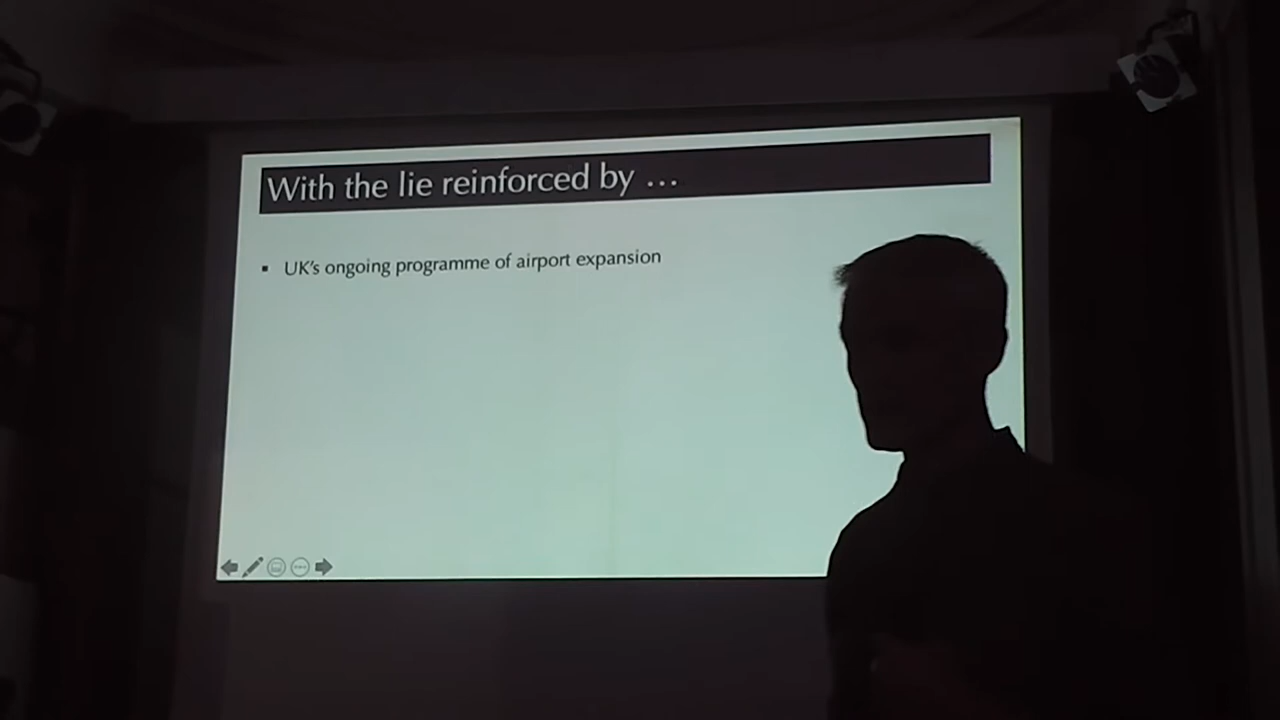 With the lie reinforced by ...
▪ UK's ongoing programme of airport expansion